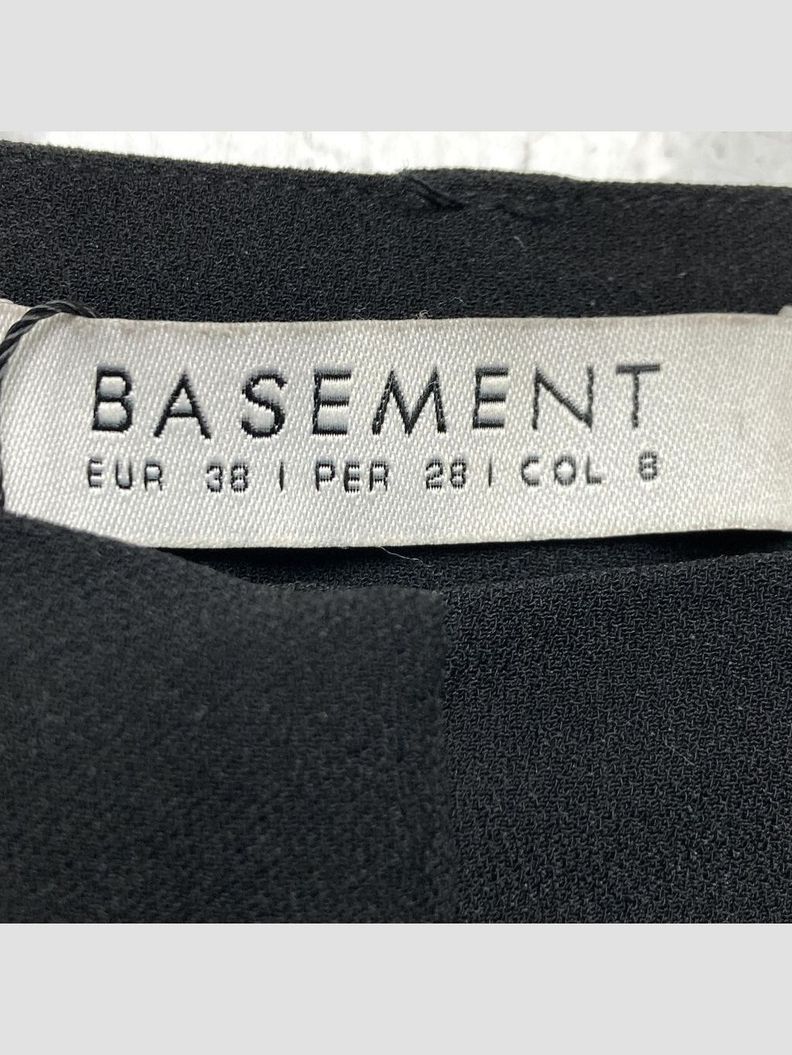 BASEMENT
EUR 38 | PER 28 | COL 8